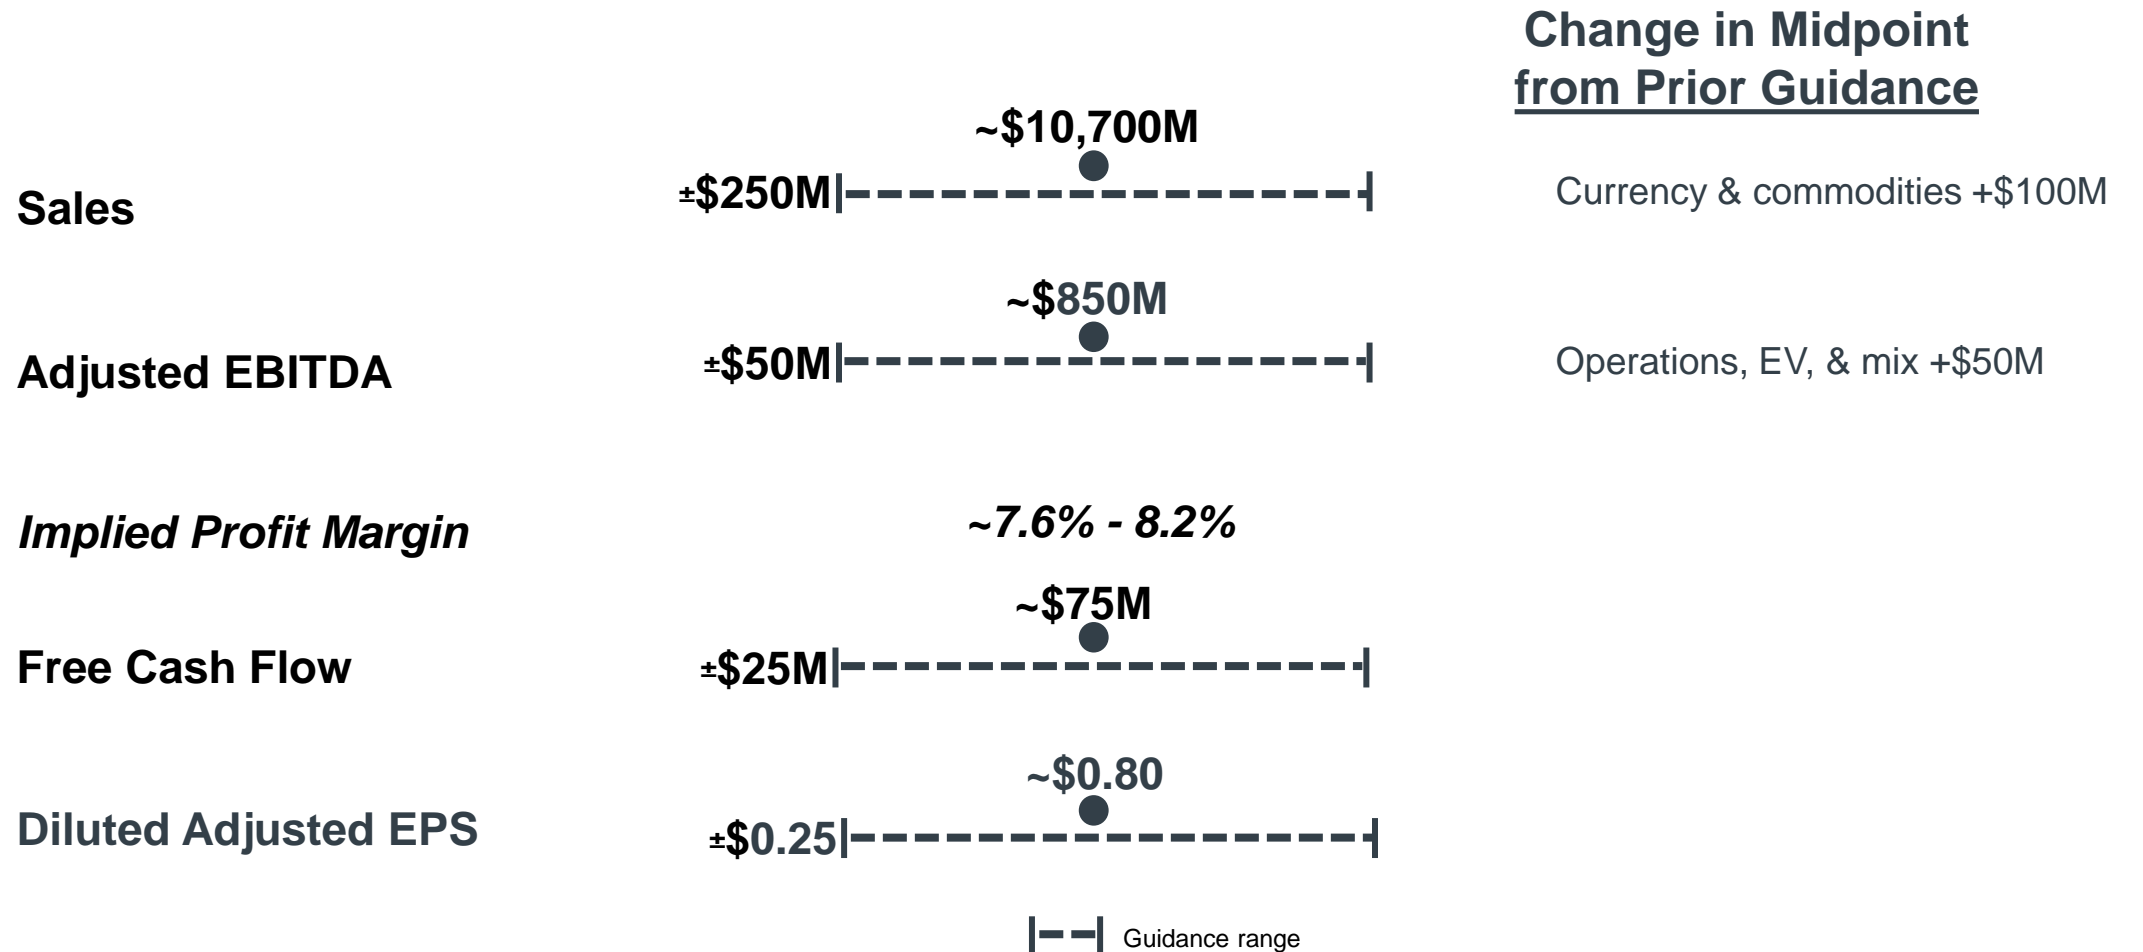 Change in Midpoint
from Prior Guidance
~$10,700M
Sales
±$250M
Currency & commodities +$100M
~$850M
Adjusted EBITDA
±$50M
Operations, EV, & mix +$50M
Implied Profit Margin
~7.6% - 8.2%
~$75M
Free Cash Flow
±$25M
~$0.80
Diluted Adjusted EPS
±$0.25
Guidance range